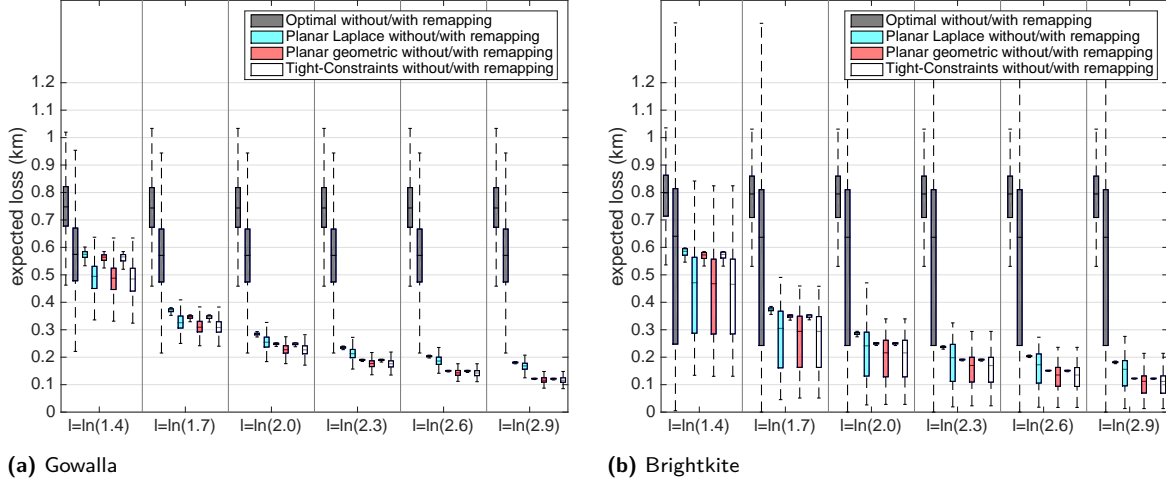 Optimal without/with remapping
Planar Laplace without/with remapping
Planar geometric without/with remapping
Tight-Constraints without/with remapping
expected loss (km)
1.2
1.1
1
0.9
0.8
0.7
0.6
0.5
0.4
0.3
0.2
0.1
0
l=ln(1.4) l=ln(1.7) l=ln(2.0) l=ln(2.3) l=ln(2.6) l=ln(2.9)
(a) Gowalla
Optimal without/with remapping
Planar Laplace without/with remapping
Planar geometric without/with remapping
Tight-Constraints without/with remapping
expected loss (km)
1.2
1.1
1
0.9
0.8
0.7
0.6
0.5
0.4
0.3
0.2
0.1
0
l=ln(1.4) l=ln(1.7) l=ln(2.0) l=ln(2.3) l=ln(2.6) l=ln(2.9)
(b) Brightkite